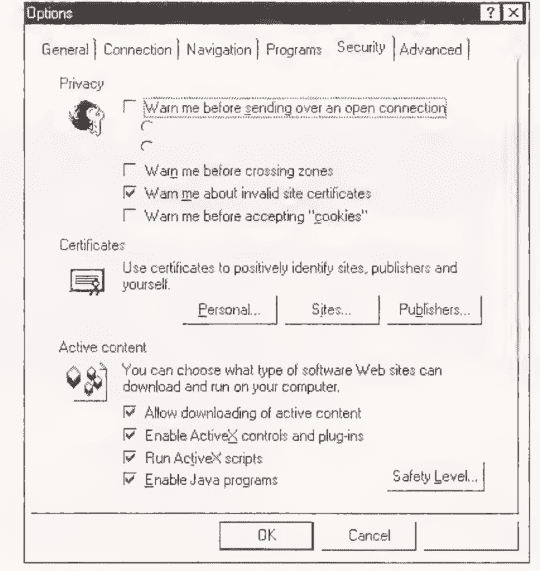 Options
General Connection Navigation Programs Security Advanced
Privacy
Warn me before sending over an open connection
Warn me before crossing zones
Warn me about invalid site certificates
Warn me before accepting "cookies"
Certificates
Use certificates to positively identify sites, publishers and
yourself.
Personal... Sites... Publishers...
Active content
You can choose what type of software Web sites can
download and run on your computer.
Allow downloading of active content
Enable ActiveX controls and plug-ins
Run ActiveX scripts
Enable Java programs
Safety Level...
OK Cancel